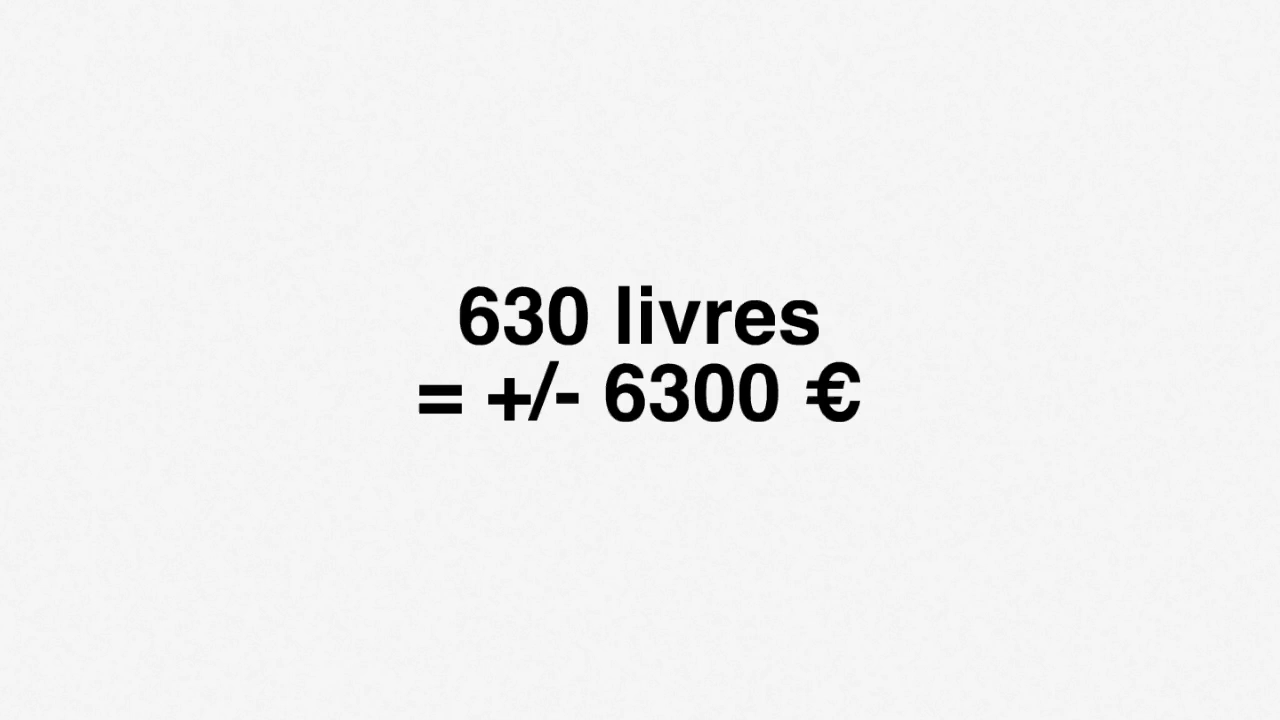 630 livres
= +/- 6300 €